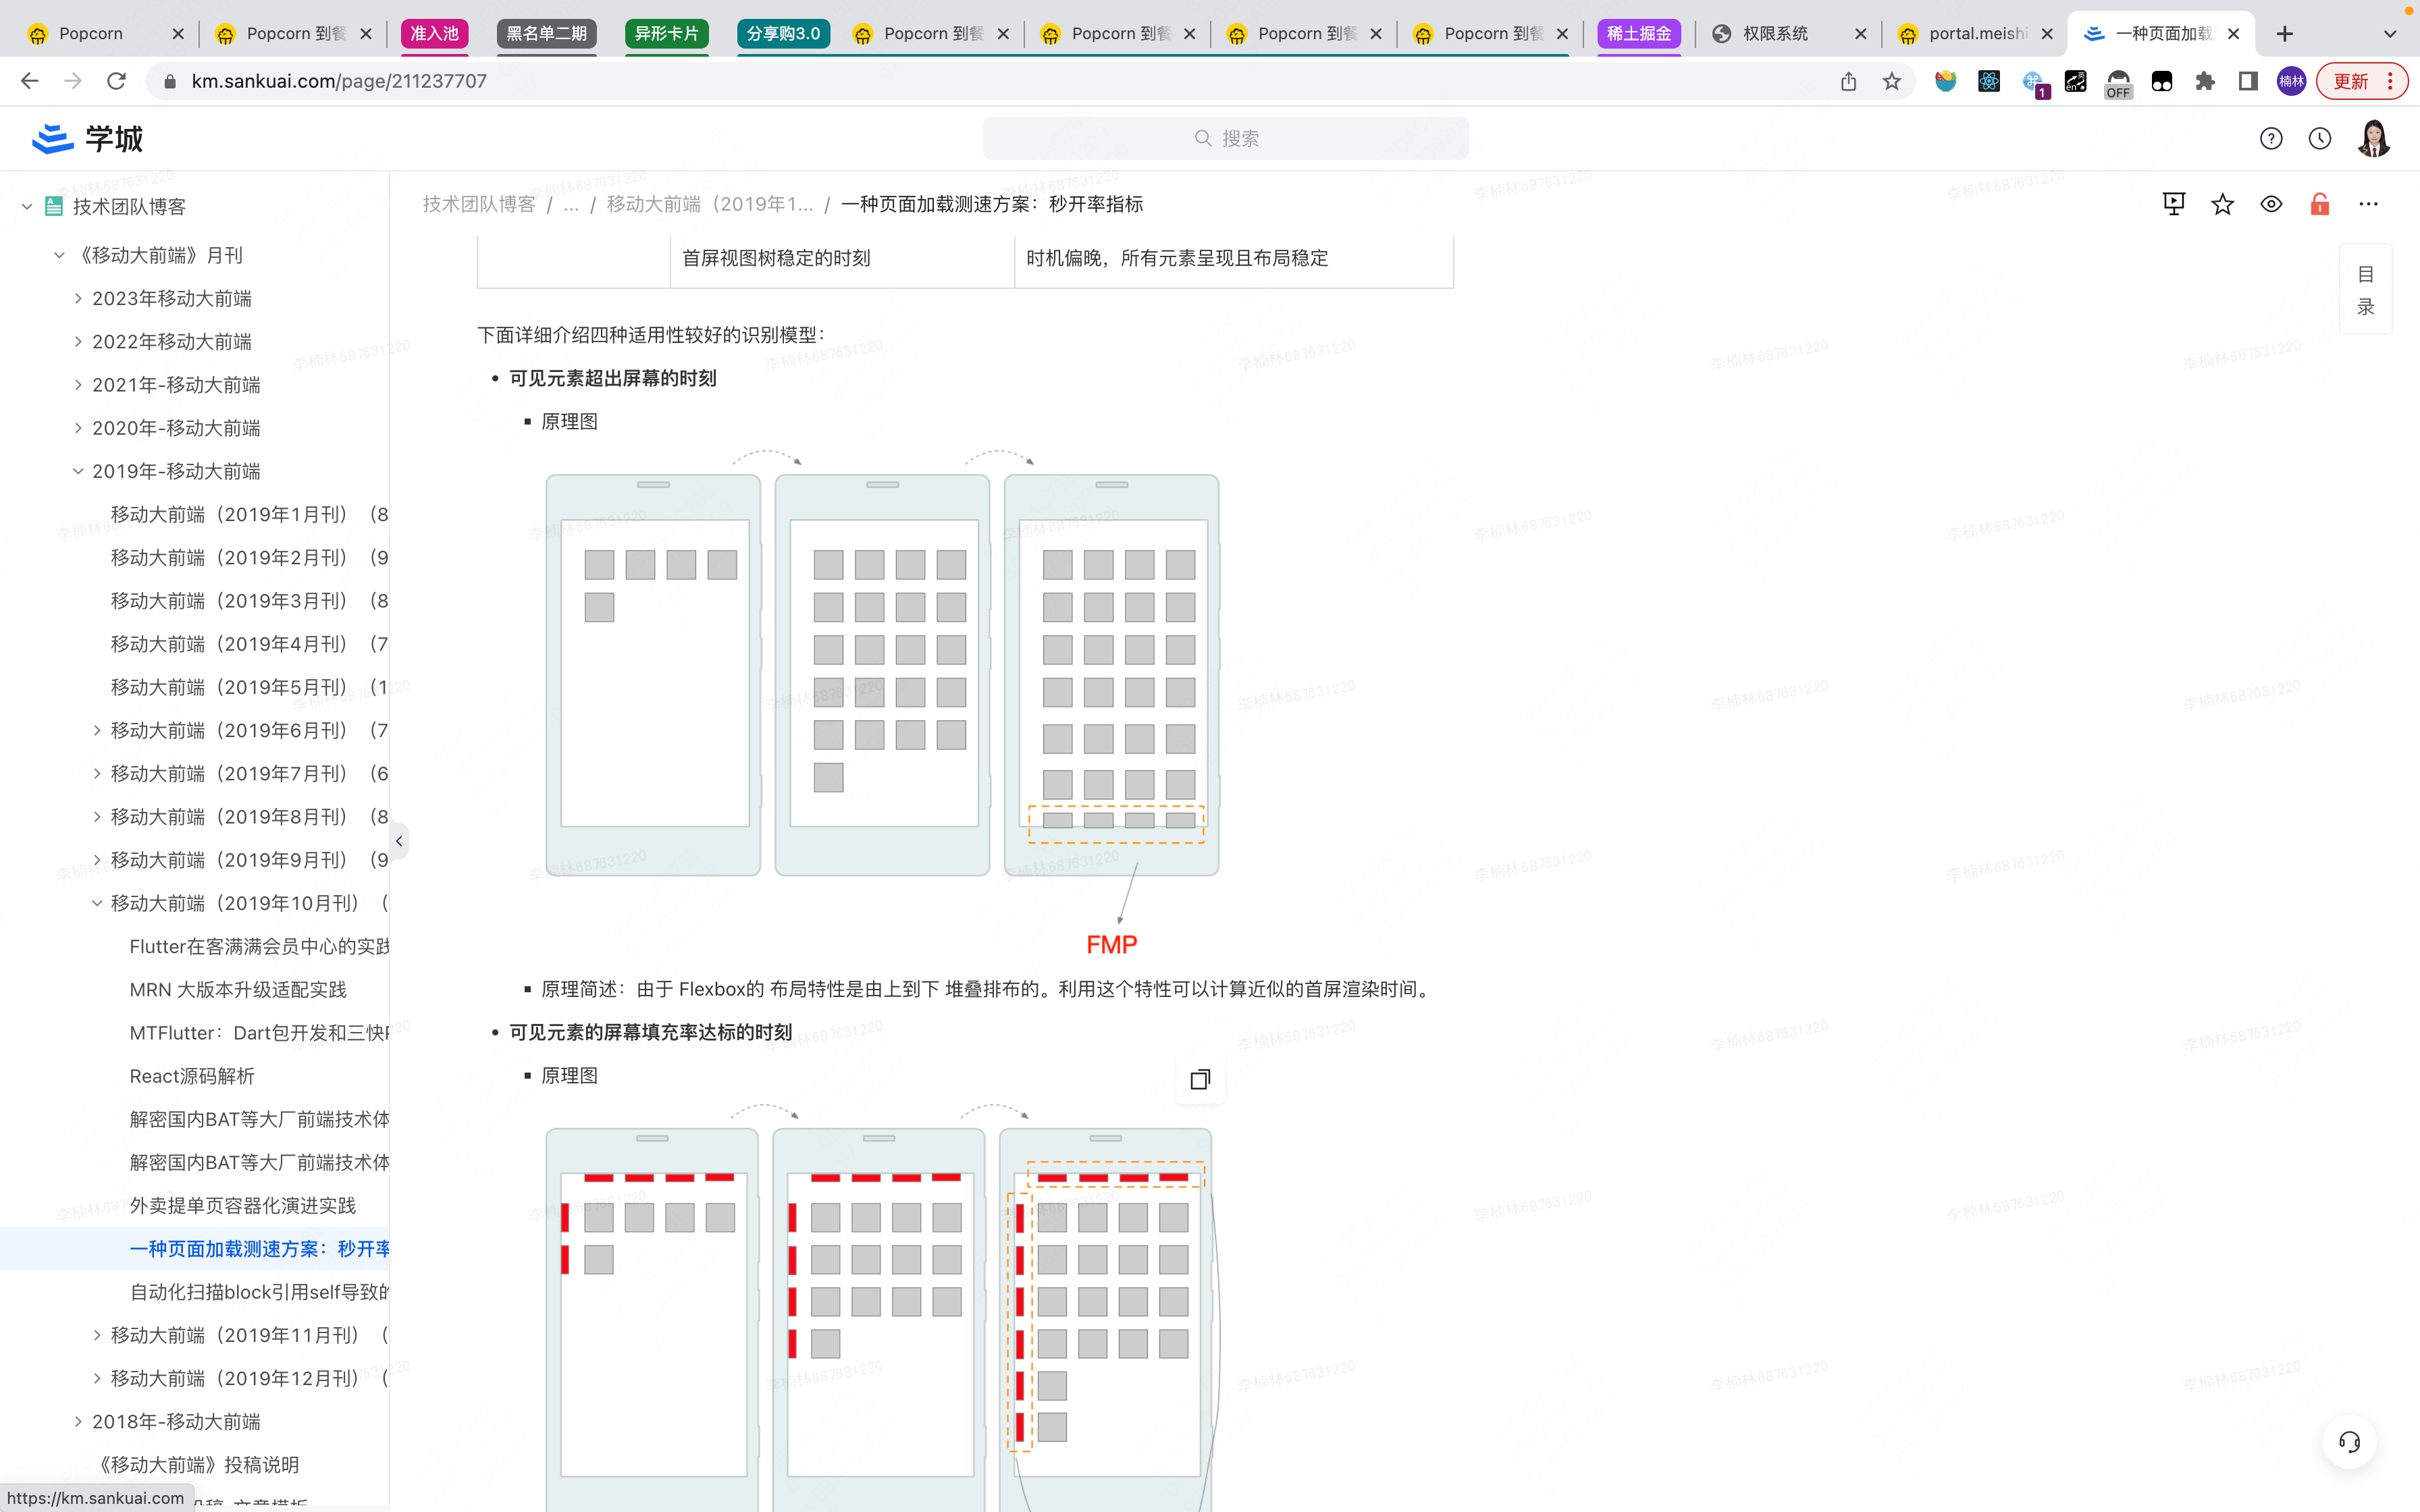 Popcorn
Popcorn 到餐
准入池
黑名单二期
异形卡片
分享购3.0
Popcorn 到餐
Popcorn 到餐
Popcorn 到餐
Popcorn 到餐
稀土掘金
权限系统
portal.meishi
一种页面加载
km.sankuai.com/page/211237707
1
英
en
OFF
楠林
更新
学城
搜索
技术团队博客
《移动大前端》月刊
2023年移动大前端
2022年移动大前端
2021年-移动大前端
2020年-移动大前端
2019年-移动大前端
移动大前端（2019年1月刊）（8
移动大前端（2019年2月刊）（9
移动大前端（2019年3月刊）（8
移动大前端（2019年4月刊）（7
移动大前端（2019年5月刊）（1
移动大前端（2019年6月刊）（7
移动大前端（2019年7月刊）（6
移动大前端（2019年8月刊）（8
移动大前端（2019年9月刊）（9
移动大前端（2019年10月刊）（
Flutter在客满满会员中心的实践
MRN 大版本升级适配实践
MTFlutter：Dart包开发和三快
React源码解析
解密国内BAT等大厂前端技术体
解密国内BAT等大厂前端技术体
外卖提单页容器化演进实践
一种页面加载测速方案：秒开率
自动化扫描block引用self导致的
移动大前端（2019年11月刊）（
移动大前端（2019年12月刊）（
2018年-移动大前端
《移动大前端》投稿说明
https://km.sankuai.com
技术团队博客 / ... / 移动大前端（2019年1... / 一种页面加载测速方案：秒开率指标
目
录
首屏视图树稳定的时刻
时机偏晚，所有元素呈现且布局稳定
下面详细介绍四种适用性较好的识别模型：
• 可见元素超出屏幕的时刻
▪ 原理图
FMP
▪ 原理简述：由于 Flexbox的 布局特性是由上到下 堆叠排布的。利用这个特性可以计算近似的首屏渲染时间。
• 可见元素的屏幕填充率达标的时刻
▪ 原理图
李楠林687631220